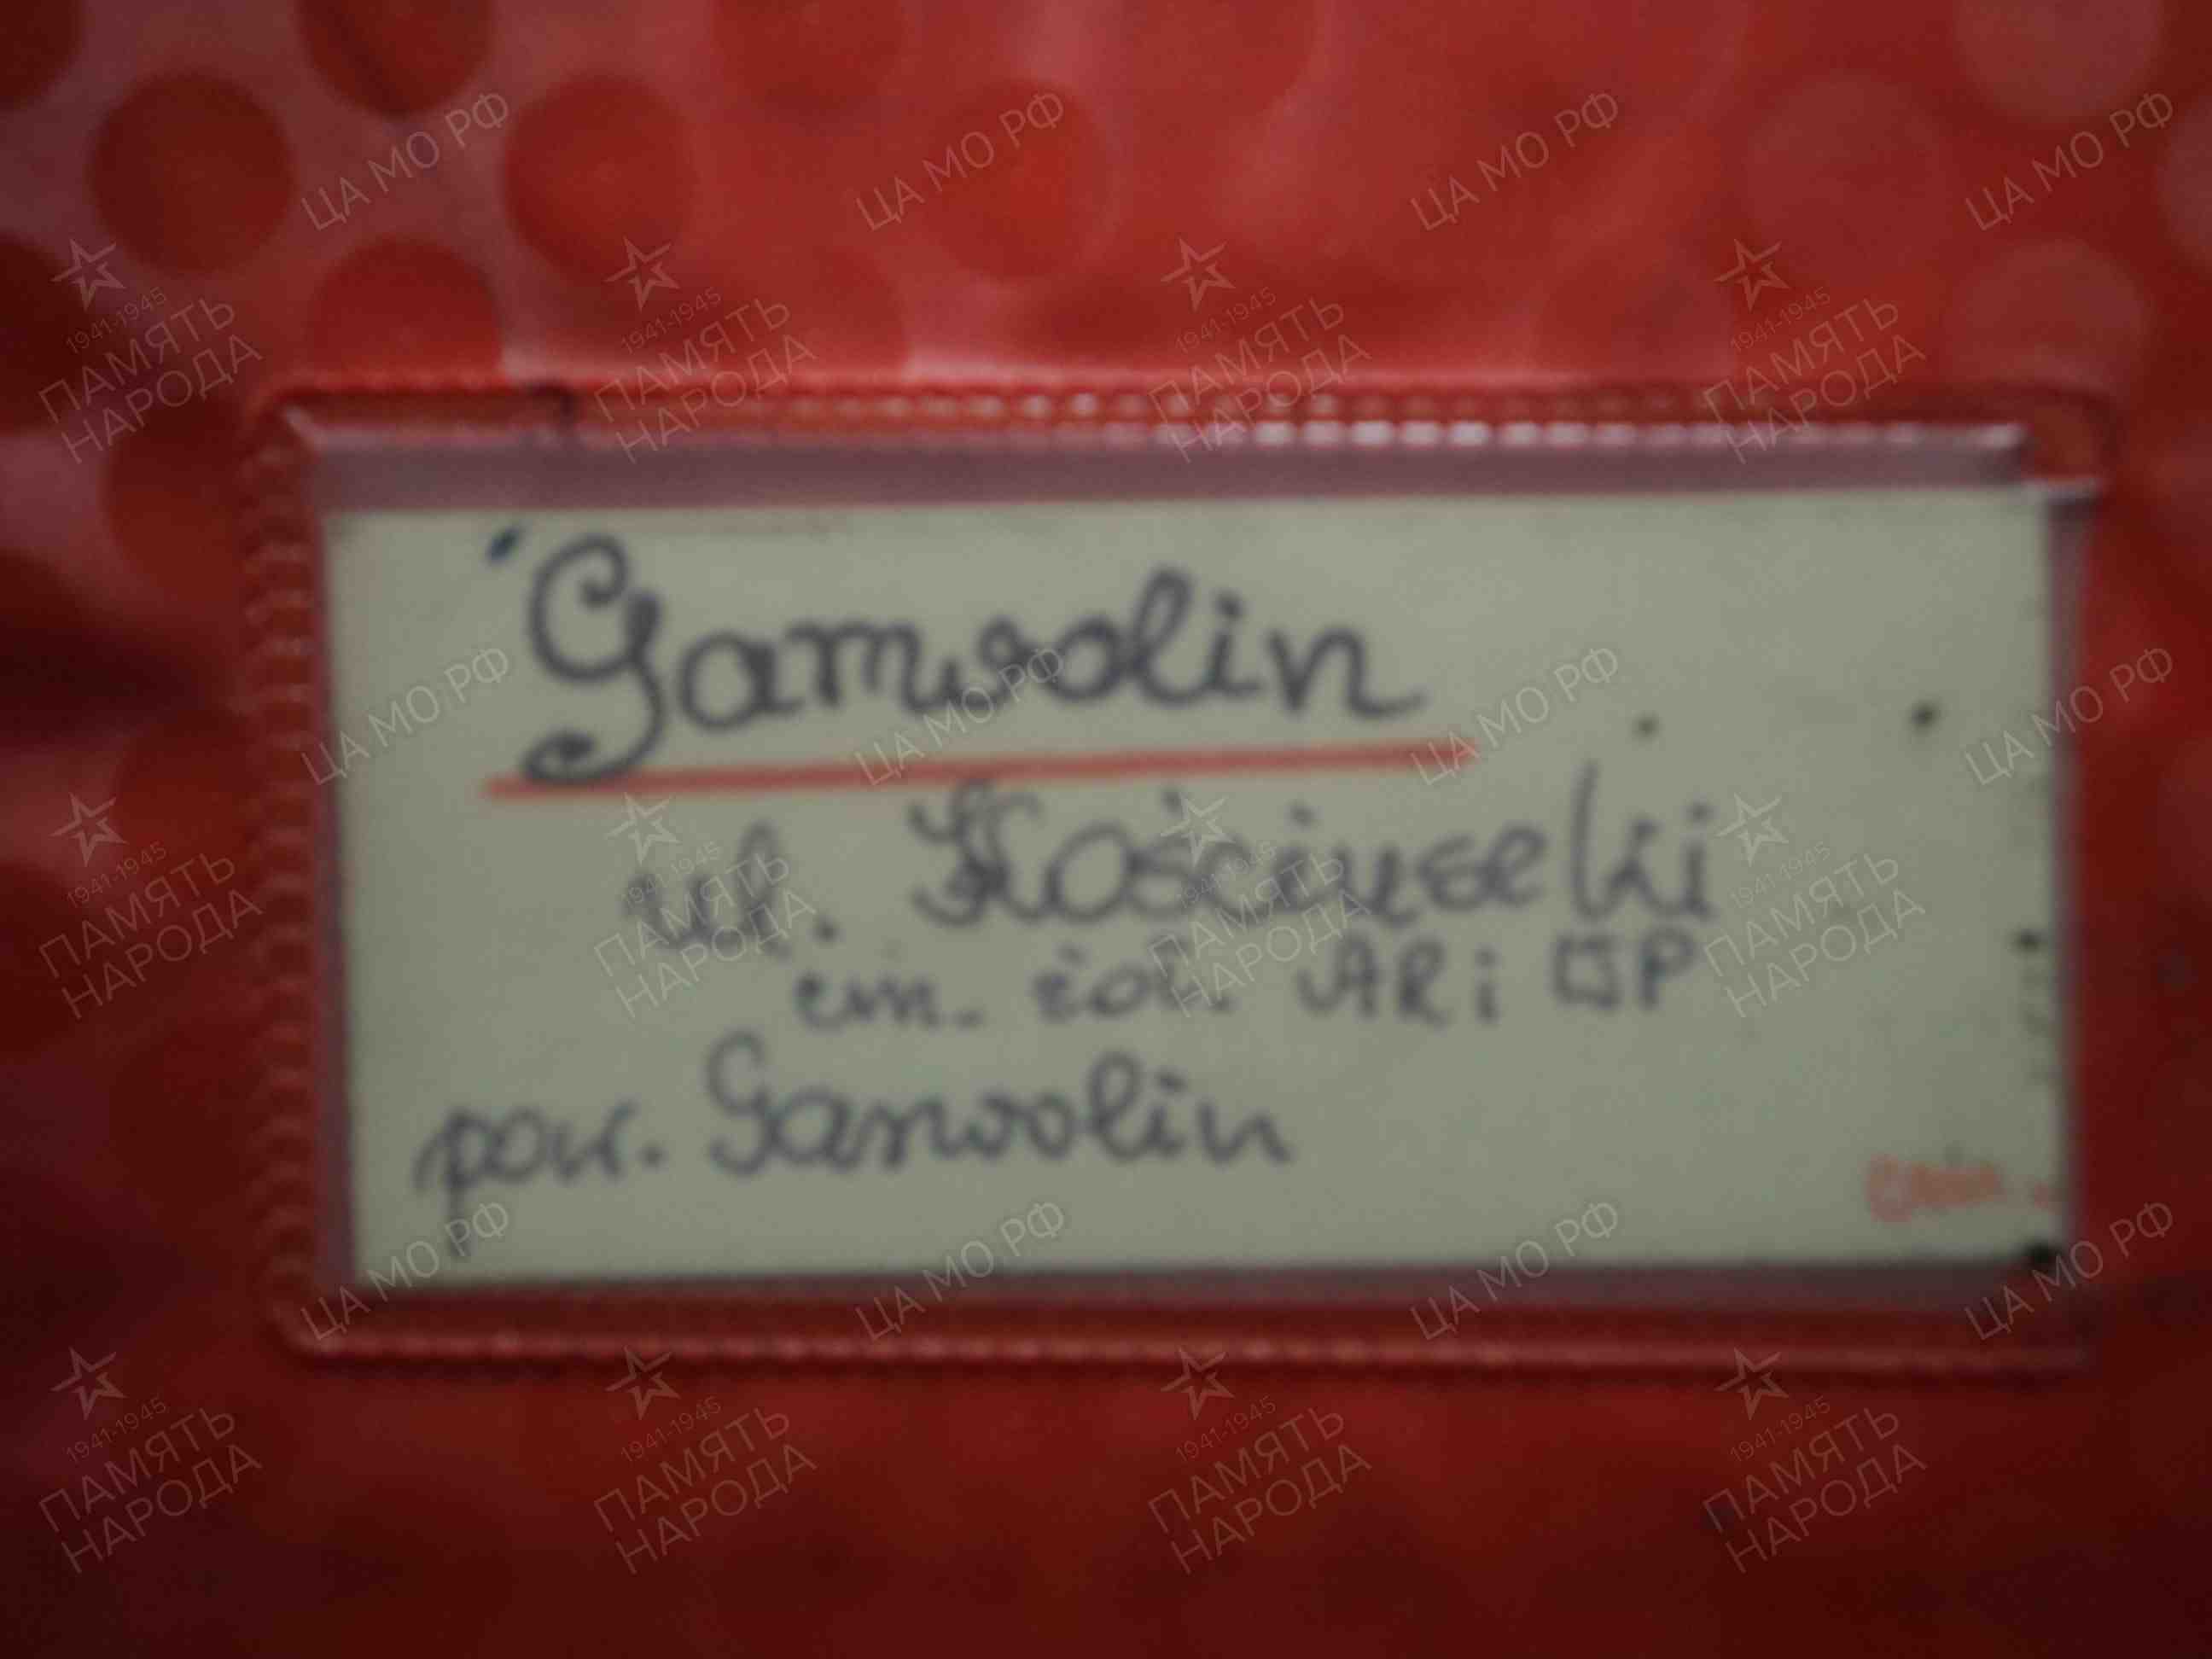 Garwolin
ul. Kościuszki
cm. żoł. AR i WP
pow. Garwolin
ЦА МО РФ
1941-1945
ПАМЯТЬ
НАРОДА